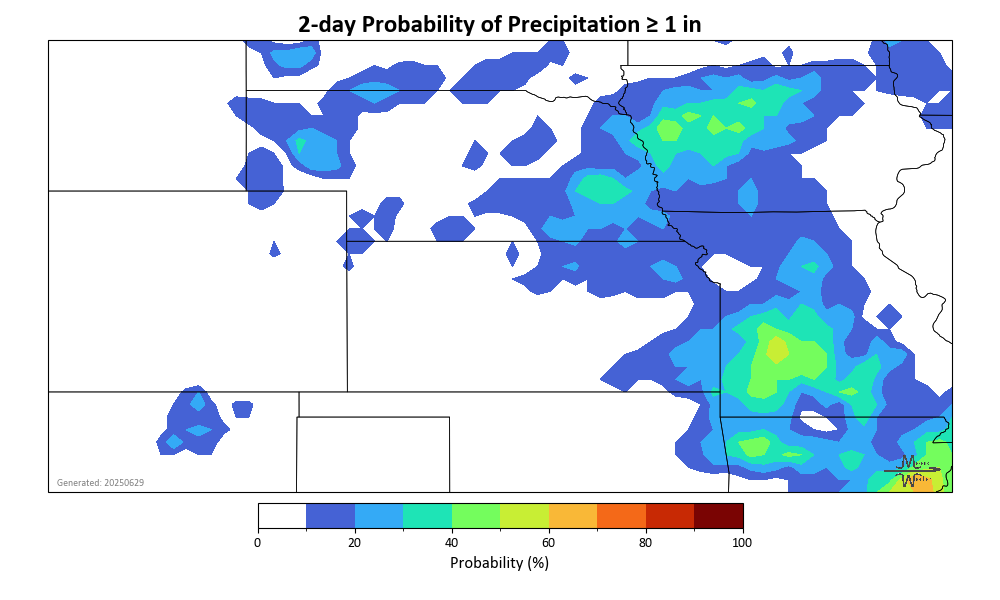 2-day Probability of Precipitation ≥ 1 in
Generated: 20250629
0 20 40 60 80 100
Probability (%)